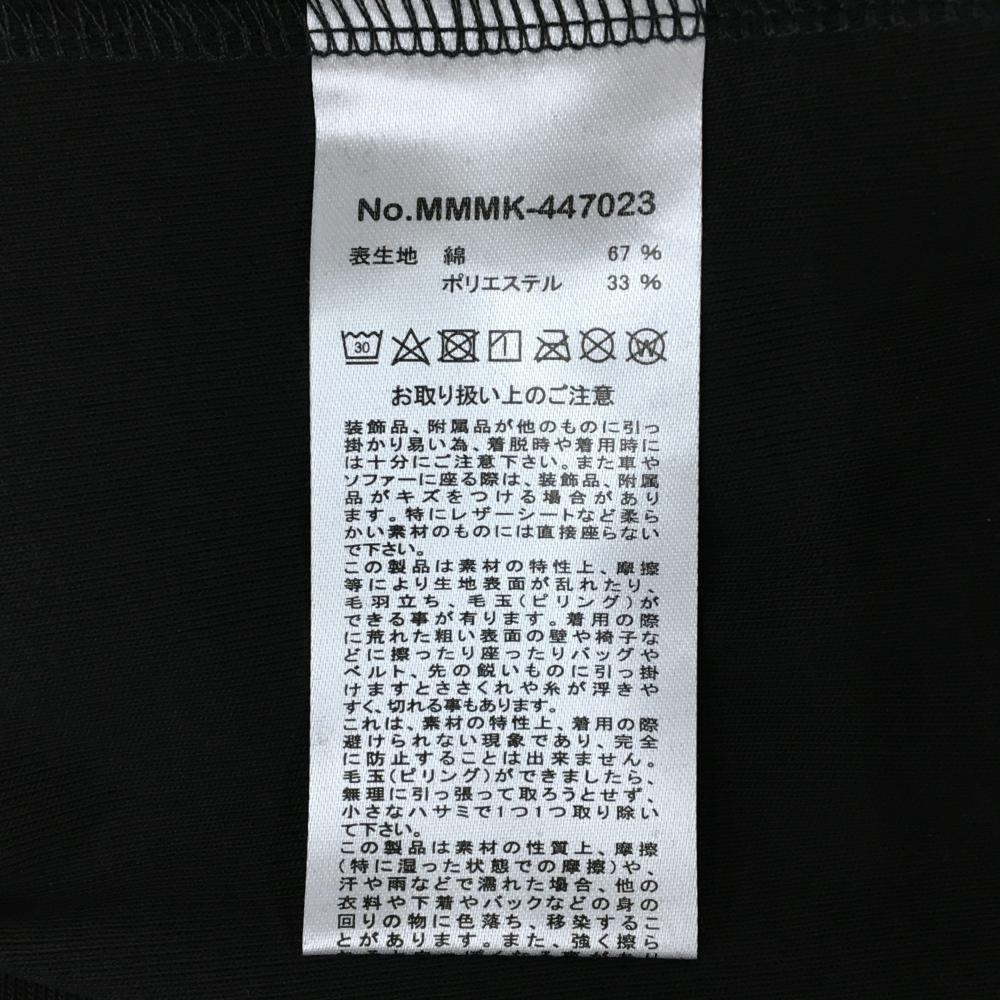 No.MMMK-447023
表生地 綿 67 %
ポリエステル 33 %
30 1 W
お取り扱い上のご注意
装飾品、附属品が他のものに引っ
掛かり易い為、着脱時や着用時に
は十分にご注意下さい。また車や
ソファーに座る際は、装飾品、附属
品がキズをつける場合があり
ます。特にレザーシートなど柔ら
かい素材のものには直接座らない
で下さい。
この製品は素材の特性上、摩擦
等により生地表面が乱れたり、
毛羽立ち、毛玉(ピリング)が
できる事が有ります。着用の際
に荒れた粗い表面の壁や椅子な
どに擦ったり座ったりバッグや
ベルト、先の鋭いものに引っ掛
けますとささくれや糸が浮きや
すく、切れる事もあります。
これは、素材の特性上、着用の際
避けられない現象であり、完全
に防止することは出来ません。
毛玉(ピリング)ができましたら、
無理に引っ張って取ろうとせず、
小さなハサミで1つ1つ取り除い
て下さい。
この製品は素材の性質上、摩擦
(特に湿った状態での摩擦)や、
汗や雨などで濡れた場合、他の
衣料や下着やバックなどの身の
回りの物に色落ち、移染するこ
とがあります。また、強く擦ら